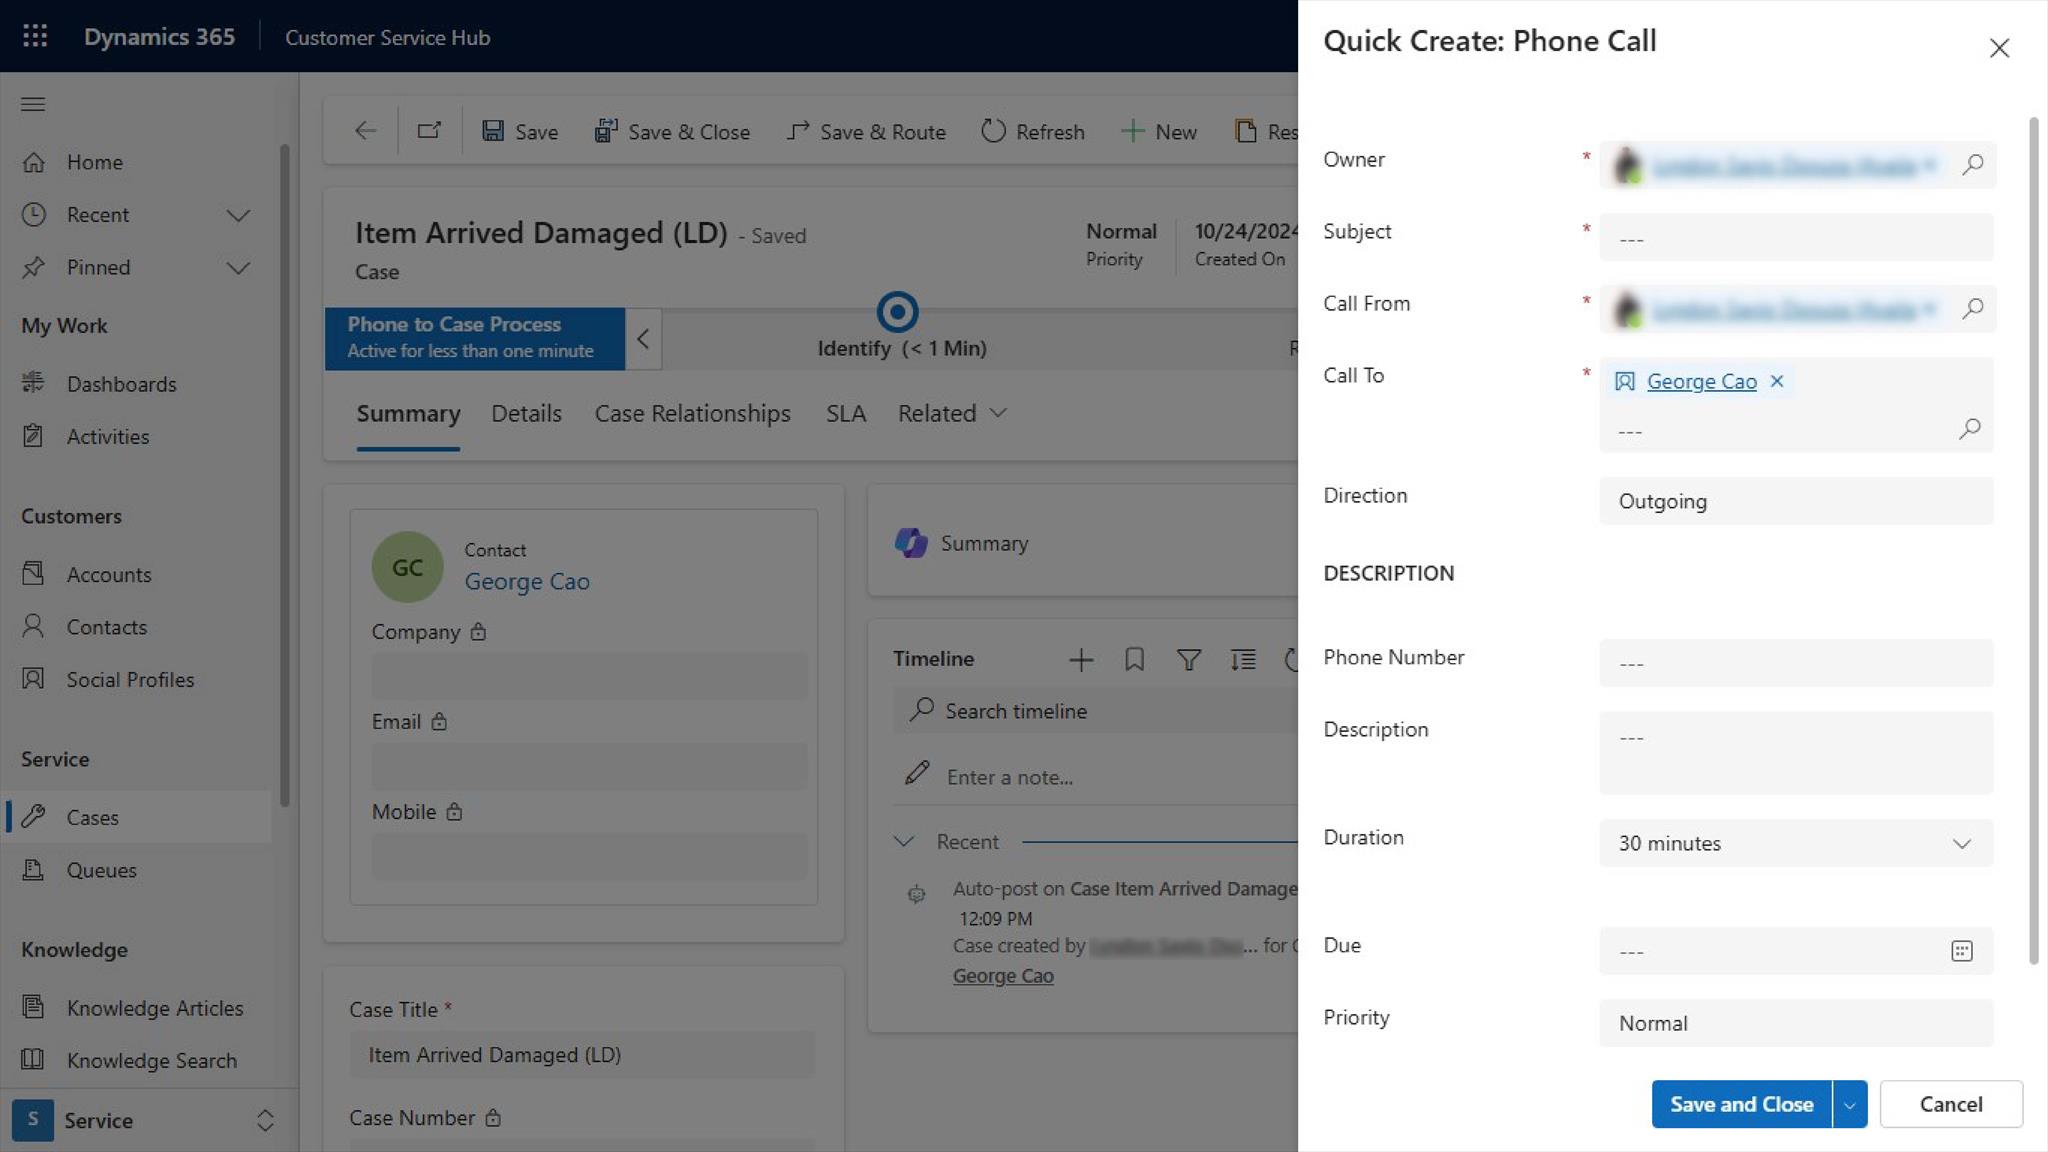 Dynamics 365
Customer Service Hub
Home
Recent
Pinned
My Work
Dashboards
Activities
Customers
Accounts
Contacts
Social Profiles
Service
Cases
Queues
Knowledge
Knowledge Articles
Knowledge Search
S Service
Save
Save & Close
Save & Route
Refresh
New
Item Arrived Damaged (LD) - Saved
Case
Normal
Priority
10/24/2024
Created On
Phone to Case Process
Active for less than one minute
Identify (< 1 Min)
Summary
Details
Case Relationships
SLA
Related
GC
Contact
George Cao
Company
Email
Mobile
Case Title *
Item Arrived Damaged (LD)
Case Number
Summary
Timeline
Search timeline
Enter a note...
Recent
Auto-post on Case Item Arrived Damage
12:09 PM
Case created by ... for
George Cao
Quick Create: Phone Call
Owner *
Subject *
---
Call From *
Call To *
George Cao
---
Direction
Outgoing
DESCRIPTION
Phone Number
---
Description
---
Duration
30 minutes
Due
---
Priority
Normal
Save and Close
Cancel